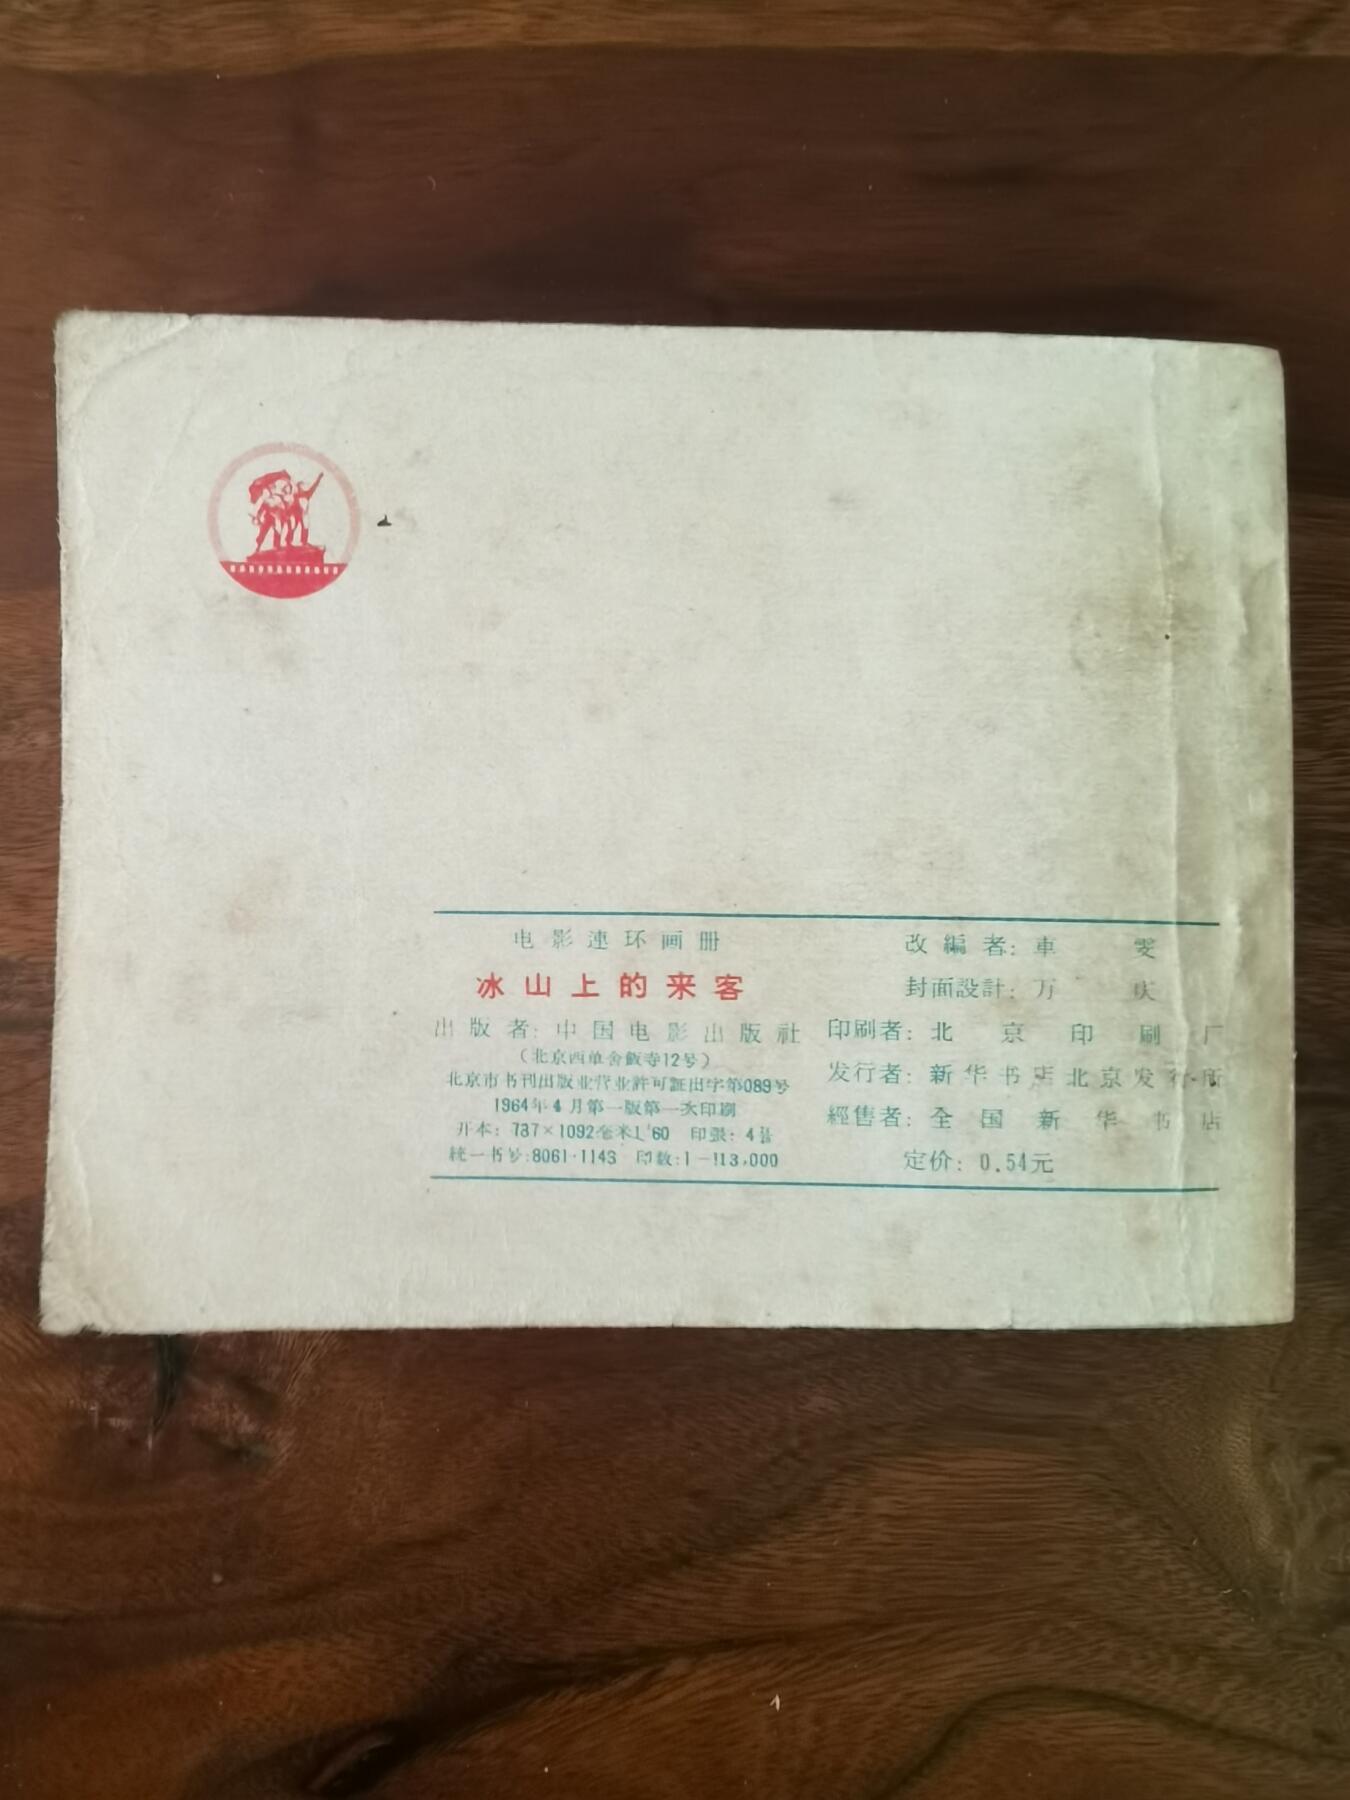 电影連环画册
冰山上的来客
出版者：中国电影出版社
（北京西单舍飯寺12号）
北京市书刊出版业营业許可証出字第089号
1964年4月第一版第一次印刷
开本：787×1092毫米1/60 印張：4
統一书号：8061·1143 印数：1—113,000
改編者：車雯
封面設計：万庆
印刷者：北京印刷厂
发行者：新华书店北京发行所
經售者：全国新华书店
定价：0.54元